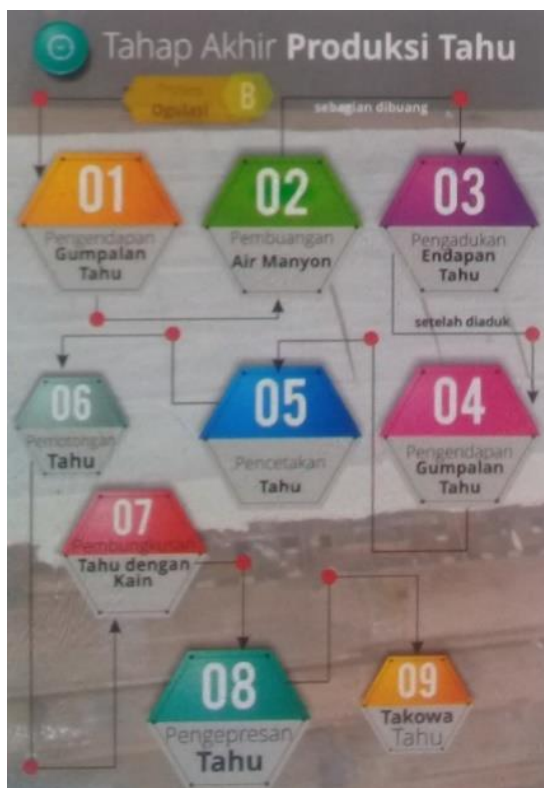 Tahap Akhir Produksi Tahu
Ogulasi
B
sebagian dibuang
01
Pengendapan
Gumpalan
Tahu
02
Pembuangan
Air Manyon
03
Pengadukan
Endapan
Tahu
setelah diaduk
04
Pengendapan
Gumpalan
Tahu
05
Pencetakan
Tahu
06
Pemotongan
Tahu
07
Pembungkusan
Tahu dengan
Kain
08
Pengepresan
Tahu
09
Takowa
Tahu